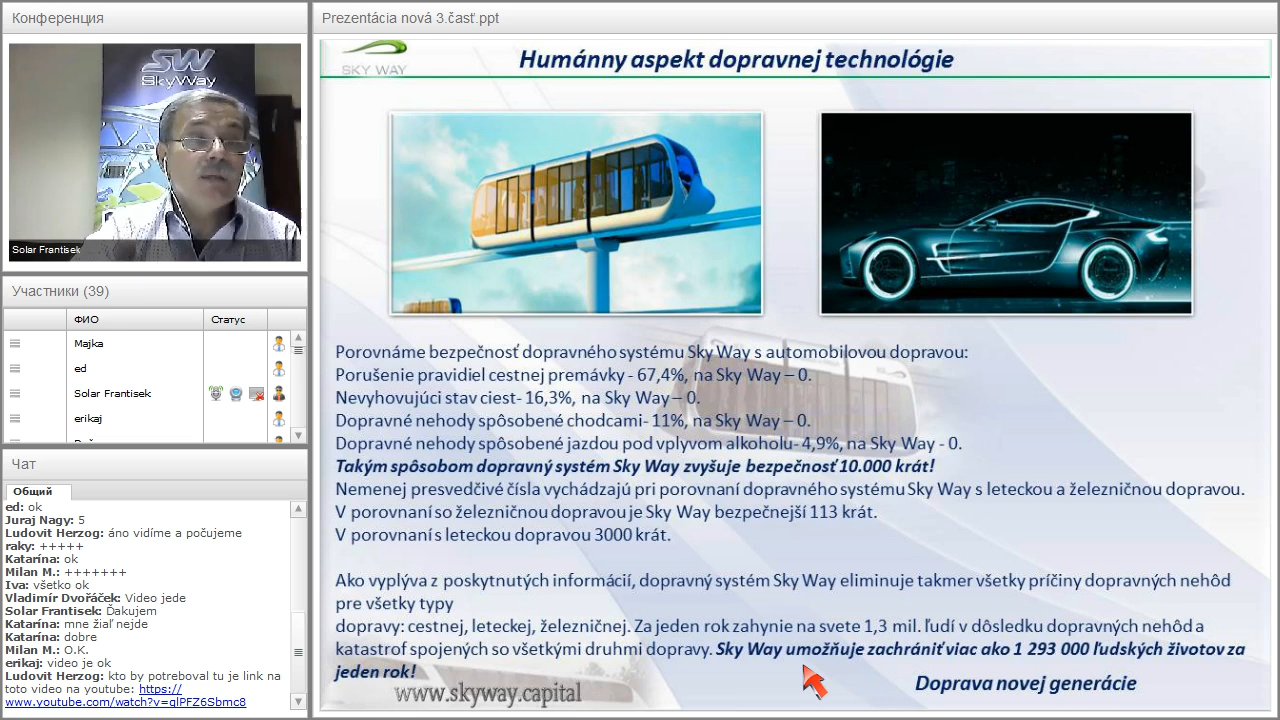 Конференция
SW
SkyWay
Solar Frantisek
Участники (39)
ФИО
Статус
Majka
ed
Solar Frantisek
erikaj
Чат
Общий
ed: ok
Juraj Nagy: 5
Ludovit Herzog: áno vidíme a počujeme
raky: +++++
Katarína: ok
Milan M.: +++++++
Iva: všetko ok
Vladimír Dvořáček: Video jede
Solar Frantisek: Ďakujem
Katarína: mne žiaľ nejde
Katarína: dobre
Milan M.: O.K.
erikaj: video je ok
Ludovit Herzog: kto by potreboval tu je link na
toto video na youtube: https://
www.youtube.com/watch?v=qlPFZ6Sbmc8
Prezentácia nová 3.časť.ppt
SKY WAY
Humánny aspekt dopravnej technológie
Porovnáme bezpečnosť dopravného systému Sky Way s automobilovou dopravou:
Porušenie pravidiel cestnej premávky - 67,4%, na Sky Way – 0.
Nevyhovujúci stav ciest- 16,3%, na Sky Way – 0.
Dopravné nehody spôsobené chodcami- 11%, na Sky Way – 0.
Dopravné nehody spôsobené jazdou pod vplyvom alkoholu- 4,9%, na Sky Way - 0.
Takým spôsobom dopravný systém Sky Way zvyšuje bezpečnosť 10.000 krát!
Nemenej presvedčivé čísla vychádzajú pri porovnaní dopravného systému Sky Way s leteckou a železničnou dopravou.
V porovnaní so železničnou dopravou je Sky Way bezpečnejší 113 krát.
V porovnaní s leteckou dopravou 3000 krát.
Ako vyplýva z poskytnutých informácií, dopravný systém Sky Way eliminuje takmer všetky príčiny dopravných nehôd
pre všetky typy
dopravy: cestnej, leteckej, železničnej. Za jeden rok zahynie na svete 1,3 mil. ľudí v dôsledku dopravných nehôd a
katastrof spojených so všetkými druhmi dopravy. Sky Way umožňuje zachrániť viac ako 1 293 000 ľudských životov za
jeden rok!
www.skyway.capital
Doprava novej generácie